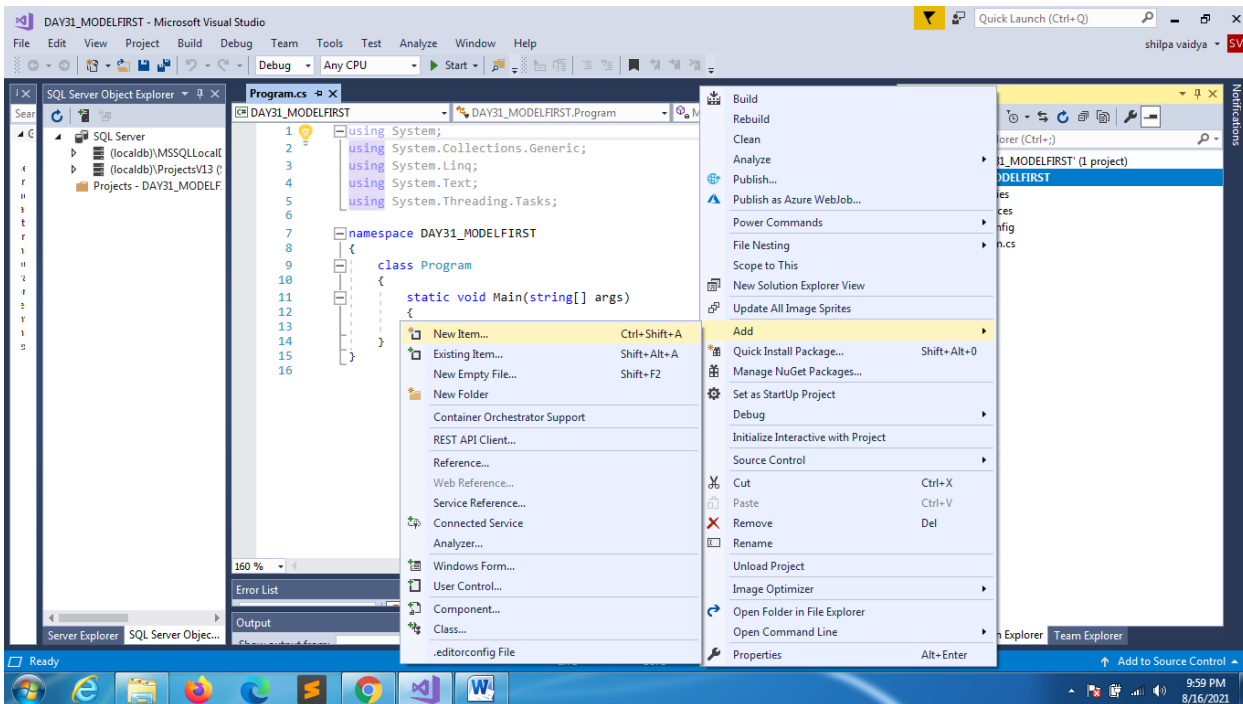 DAY31_MODELFIRST - Microsoft Visual Studio
Quick Launch (Ctrl+Q)
File Edit View Project Build Debug Team Tools Test Analyze Window Help
shilpa vaidya SV
Debug Any CPU Start
SQL Server Object Explorer
SQL Server
(localdb)\MSSQLLocalD
(localdb)\ProjectsV13 (
Projects - DAY31_MODELF
Server Explorer SQL Server Objec...
Program.cs
DAY31_MODELFIRST DAY31_MODELFIRST.Program M
1 using System;
2 using System.Collections.Generic;
3 using System.Linq;
4 using System.Text;
5 using System.Threading.Tasks;
6
7 namespace DAY31_MODELFIRST
8 {
9 class Program
10 {
11 static void Main(string[] args)
12 {
13
14 }
15 }
16
160 %
Error List
Output
New Item... Ctrl+Shift+A
Existing Item... Shift+Alt+A
New Empty File... Shift+F2
New Folder
Container Orchestrator Support
REST API Client...
Reference...
Web Reference...
Service Reference...
Connected Service
Analyzer...
Windows Form...
User Control...
Component...
Class...
.editorconfig File
Build
Rebuild
Clean
Analyze
Publish...
Publish as Azure WebJob...
Power Commands
File Nesting
Scope to This
New Solution Explorer View
Update All Image Sprites
Add
Quick Install Package... Shift+Alt+0
Manage NuGet Packages...
Set as StartUp Project
Debug
Initialize Interactive with Project
Source Control
Cut Ctrl+X
Paste Ctrl+V
Remove Del
Rename
Unload Project
Image Optimizer
Open Folder in File Explorer
Open Command Line
Properties Alt+Enter
lorer (Ctrl+;)
31_MODELFIRST' (1 project)
ODELFIRST
ies
ces
nfig
m.cs
n Explorer Team Explorer
Notifications
Ready
Add to Source Control
9:59 PM
8/16/2021